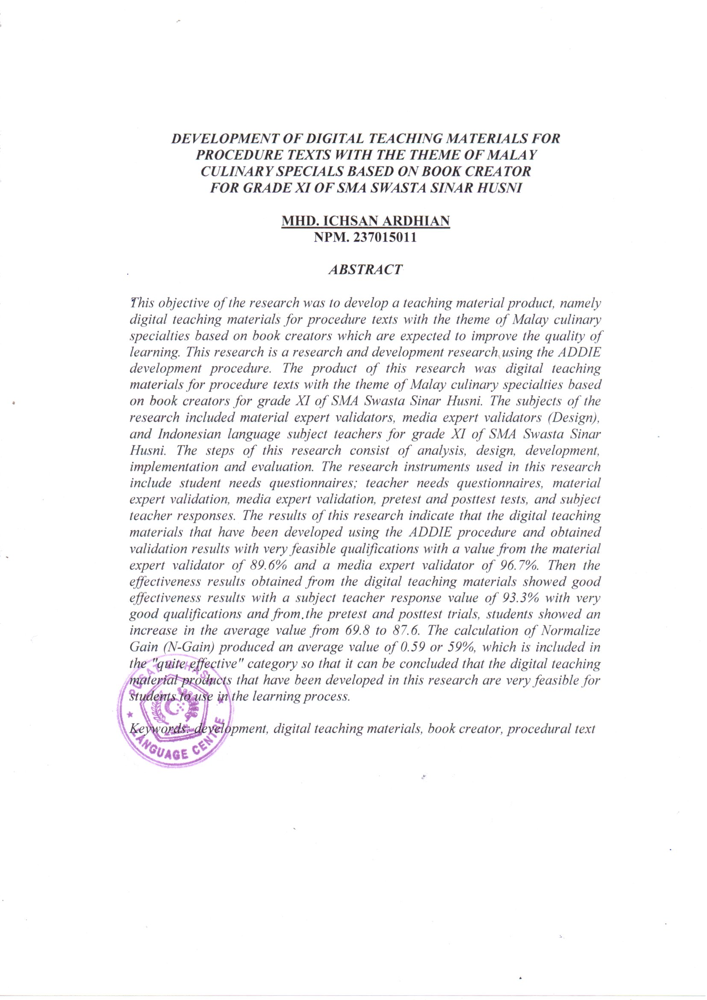 DEVELOPMENT OF DIGITAL TEACHING MATERIALS FOR
PROCEDURE TEXTS WITH THE THEME OF MALAY
CULINARY SPECIALS BASED ON BOOK CREATOR
FOR GRADE XI OF SMA SWASTA SINAR HUSNI
MHD. ICHSAN ARDHIAN
NPM. 237015011
ABSTRACT
This objective of the research was to develop a teaching material product, namely
digital teaching materials for procedure texts with the theme of Malay culinary
specialties based on book creators which are expected to improve the quality of
learning. This research is a research and development research using the ADDIE
development procedure. The product of this research was digital teaching
materials for procedure texts with the theme of Malay culinary specialties based
on book creators for grade XI of SMA Swasta Sinar Husni. The subjects of the
research included material expert validators, media expert validators (Design),
and Indonesian language subject teachers for grade XI of SMA Swasta Sinar
Husni. The steps of this research consist of analysis, design, development,
implementation and evaluation. The research instruments used in this research
include student needs questionnaires; teacher needs questionnaires, material
expert validation, media expert validation, pretest and posttest tests, and subject
teacher responses. The results of this research indicate that the digital teaching
materials that have been developed using the ADDIE procedure and obtained
validation results with very feasible qualifications with a value from the material
expert validator of 89.6% and a media expert validator of 96.7%. Then the
effectiveness results obtained from the digital teaching materials showed good
effectiveness results with a subject teacher response value of 93.3% with very
good qualifications and from the pretest and posttest trials, students showed an
increase in the average value from 69.8 to 87.6. The calculation of Normalize
Gain (N-Gain) produced an average value of 0.59 or 59%, which is included in
the "quite effective" category so that it can be concluded that the digital teaching
material products that have been developed in this research are very feasible for
students to use in the learning process.
Keywords: development, digital teaching materials, book creator, procedural text
PUSAT BAHASA
LANGUAGE CENTRE